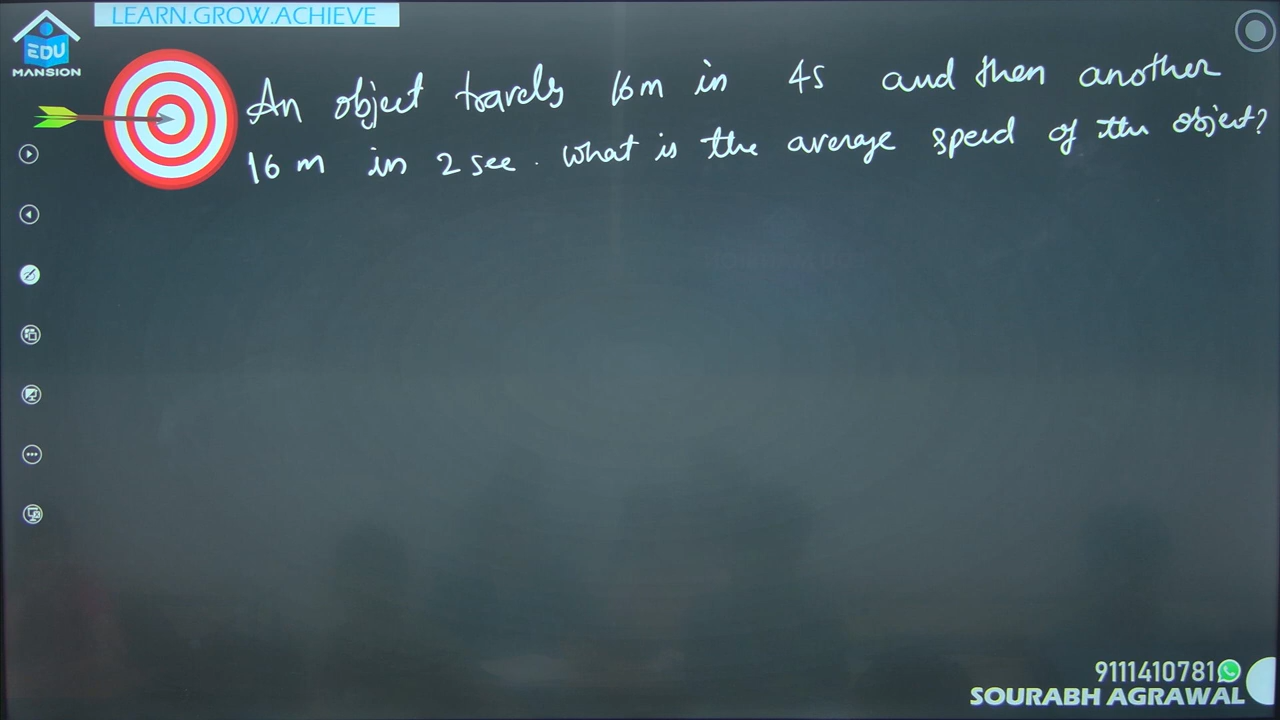 LEARN.GROW.ACHIEVE
EDU
MANSION
An object travels 16m in 4s and then another
16 m in 2 sec. What is the average speed of the object?
9111410781
SOURABH AGRAWAL